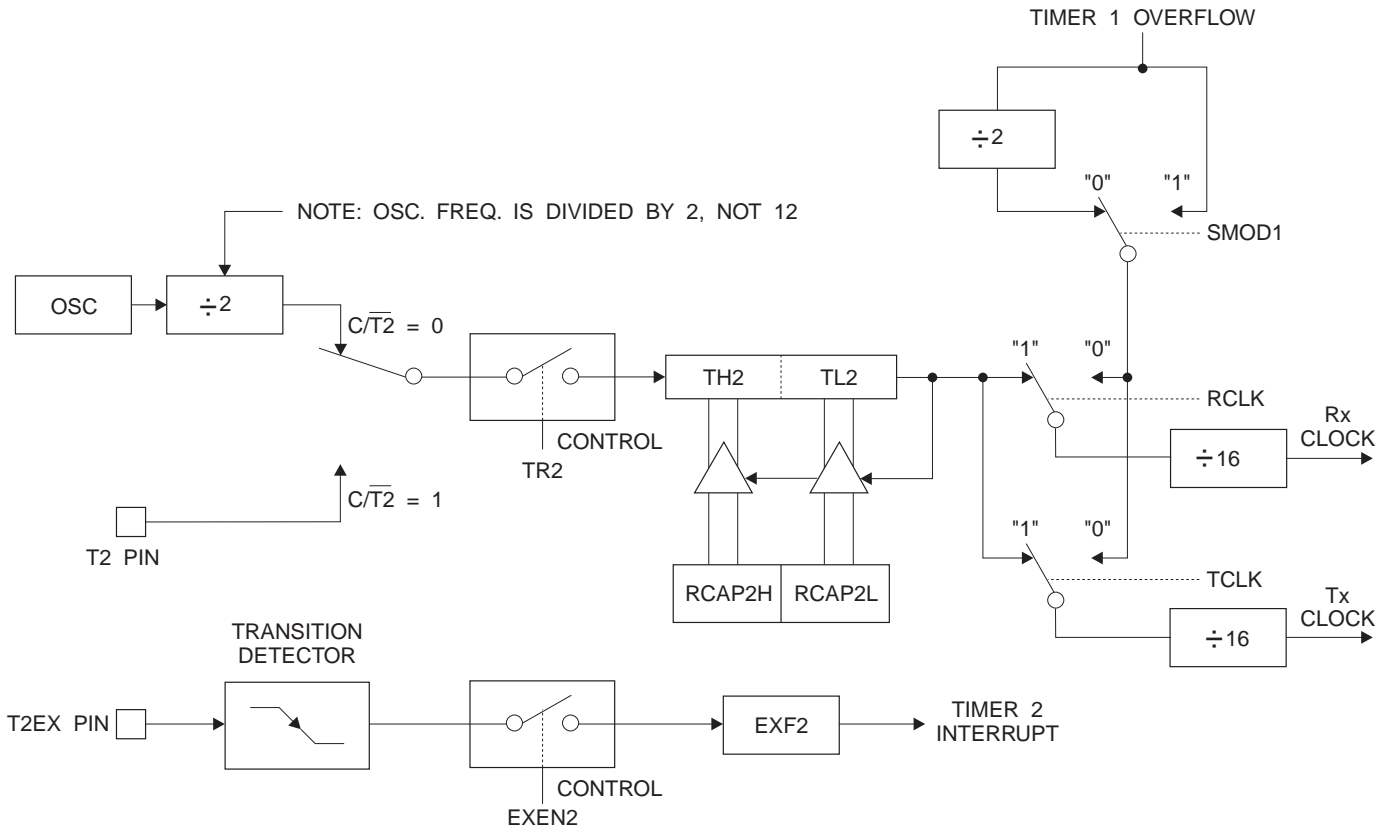 TIMER 1 OVERFLOW
÷2
"0" "1"
SMOD1
NOTE: OSC. FREQ. IS DIVIDED BY 2, NOT 12
OSC
÷2
C/T2̅ = 0
TH2
TL2
"1" "0"
RCLK
Rx
CLOCK
÷16
CONTROL
TR2
C/T2̅ = 1
T2 PIN
"1" "0"
TCLK
RCAP2H
RCAP2L
Tx
CLOCK
÷16
TRANSITION
DETECTOR
T2EX PIN
EXF2
TIMER 2
INTERRUPT
CONTROL
EXEN2